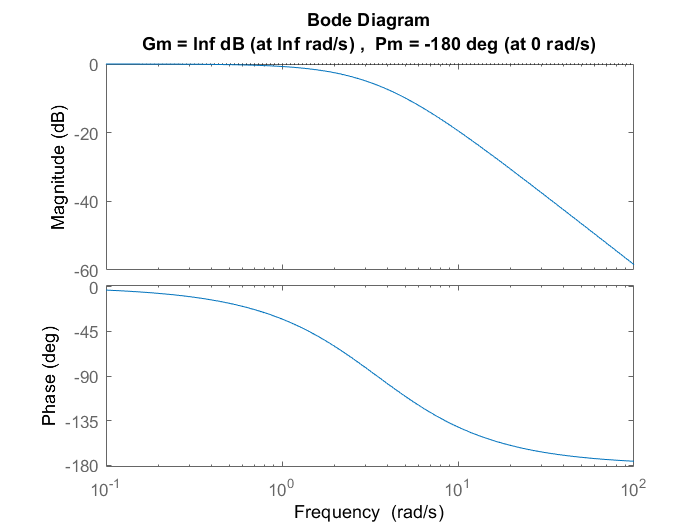 Bode Diagram
Gm = Inf dB (at Inf rad/s) , Pm = -180 deg (at 0 rad/s)
Magnitude (dB)
0
-20
-40
-60
Phase (deg)
0
-45
-90
-135
-180
10^-1 10^0 10^1 10^2
Frequency (rad/s)